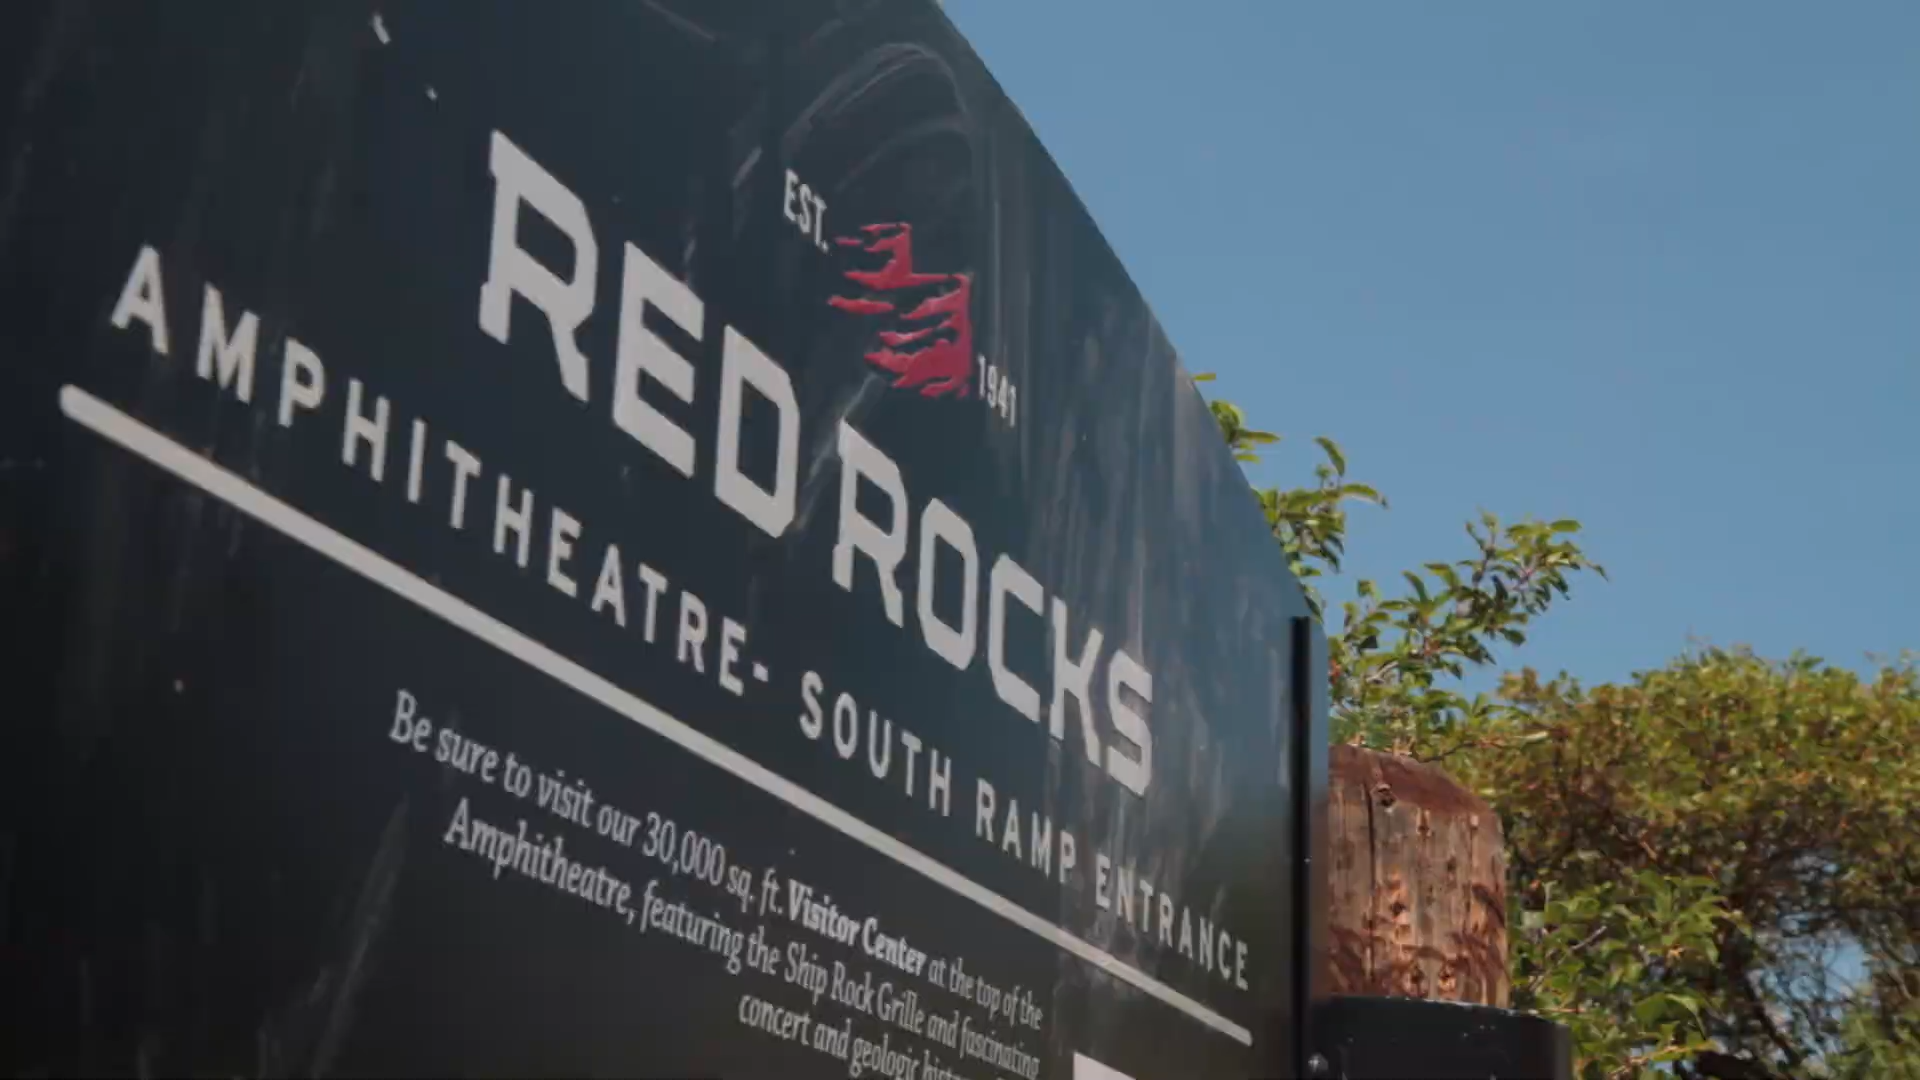 EST. 1941
RED ROCKS
AMPHITHEATRE- SOUTH RAMP ENTRANCE
Be sure to visit our 30,000 sq. ft. Visitor Center at the top of the
Amphitheatre, featuring the Ship Rock Grille and fascinating
concert and geologic